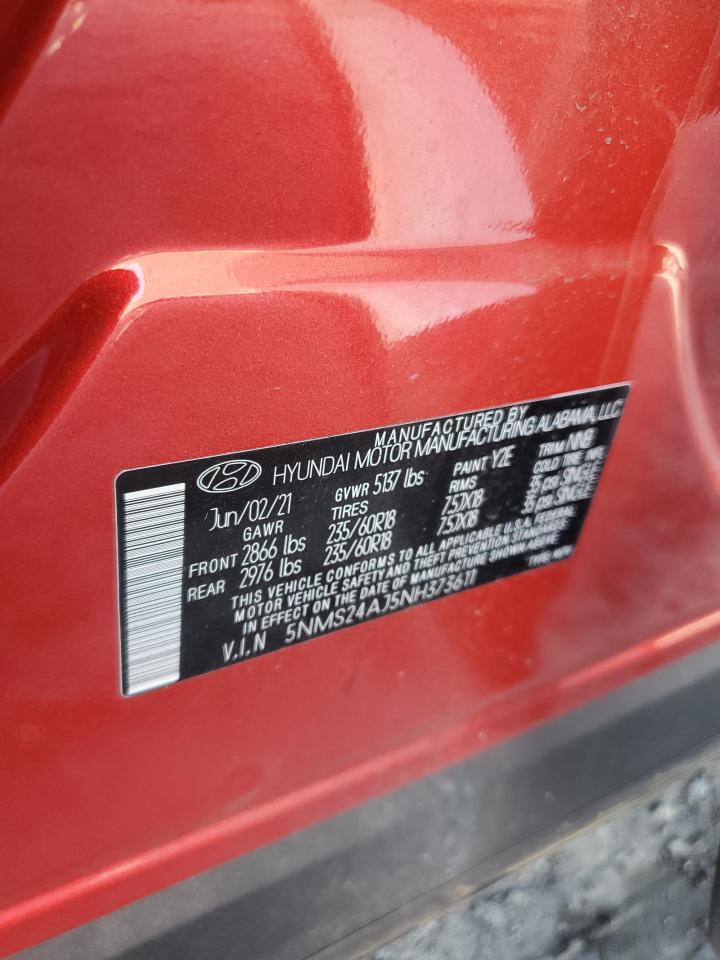 MANUFACTURED BY
HYUNDAI MOTOR MANUFACTURING ALABAMA, LLC
Jun/02/21 GVWR 5137 lbs PAINT Y2E TRIM NNB
GAWR TIRES RIMS COLD TIRE
FRONT 2866 lbs 235/60R18 7.5JX18 35 psi, SINGLE
REAR 2976 lbs 235/60R18 7.5JX18 35 psi, SINGLE
THIS VEHICLE CONFORMS TO ALL APPLICABLE U.S.A. FEDERAL
MOTOR VEHICLE SAFETY AND THEFT PREVENTION STANDARDS
IN EFFECT ON THE DATE OF MANUFACTURE SHOWN ABOVE.
V.I.N 5NMS24AJ5NH373611 TYPE: